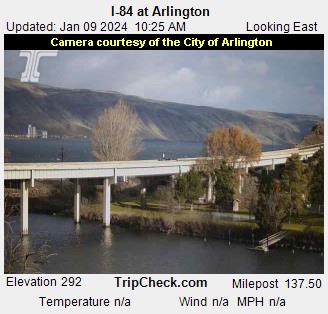 I-84 at Arlington
Updated: Jan 09 2024 10:25 AM Looking East
Camera courtesy of the City of Arlington
Elevation 292 TripCheck.com Milepost 137.50
Temperature n/a Wind n/a MPH n/a